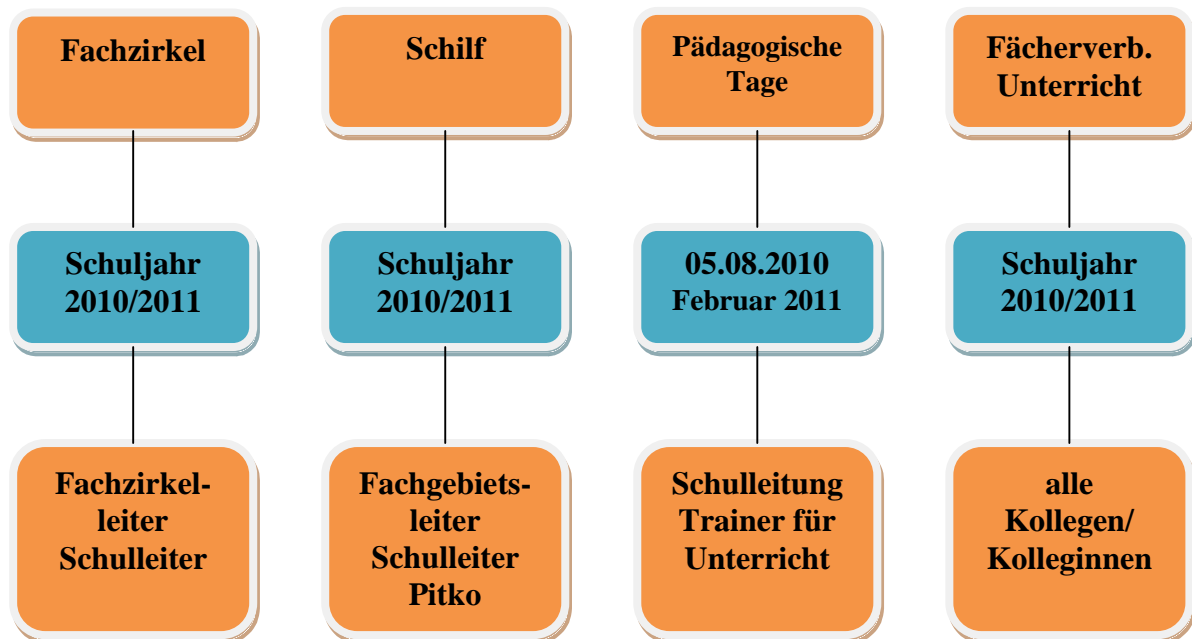 Fachzirkel
Schilf
Pädagogische
Tage
Fächerverb.
Unterricht
Schuljahr
2010/2011
Schuljahr
2010/2011
05.08.2010
Februar 2011
Schuljahr
2010/2011
Fachzirkel-
leiter
Schulleiter
Fachgebiets-
leiter
Schulleiter
Pitko
Schulleitung
Trainer für
Unterricht
alle
Kollegen/
Kolleginnen